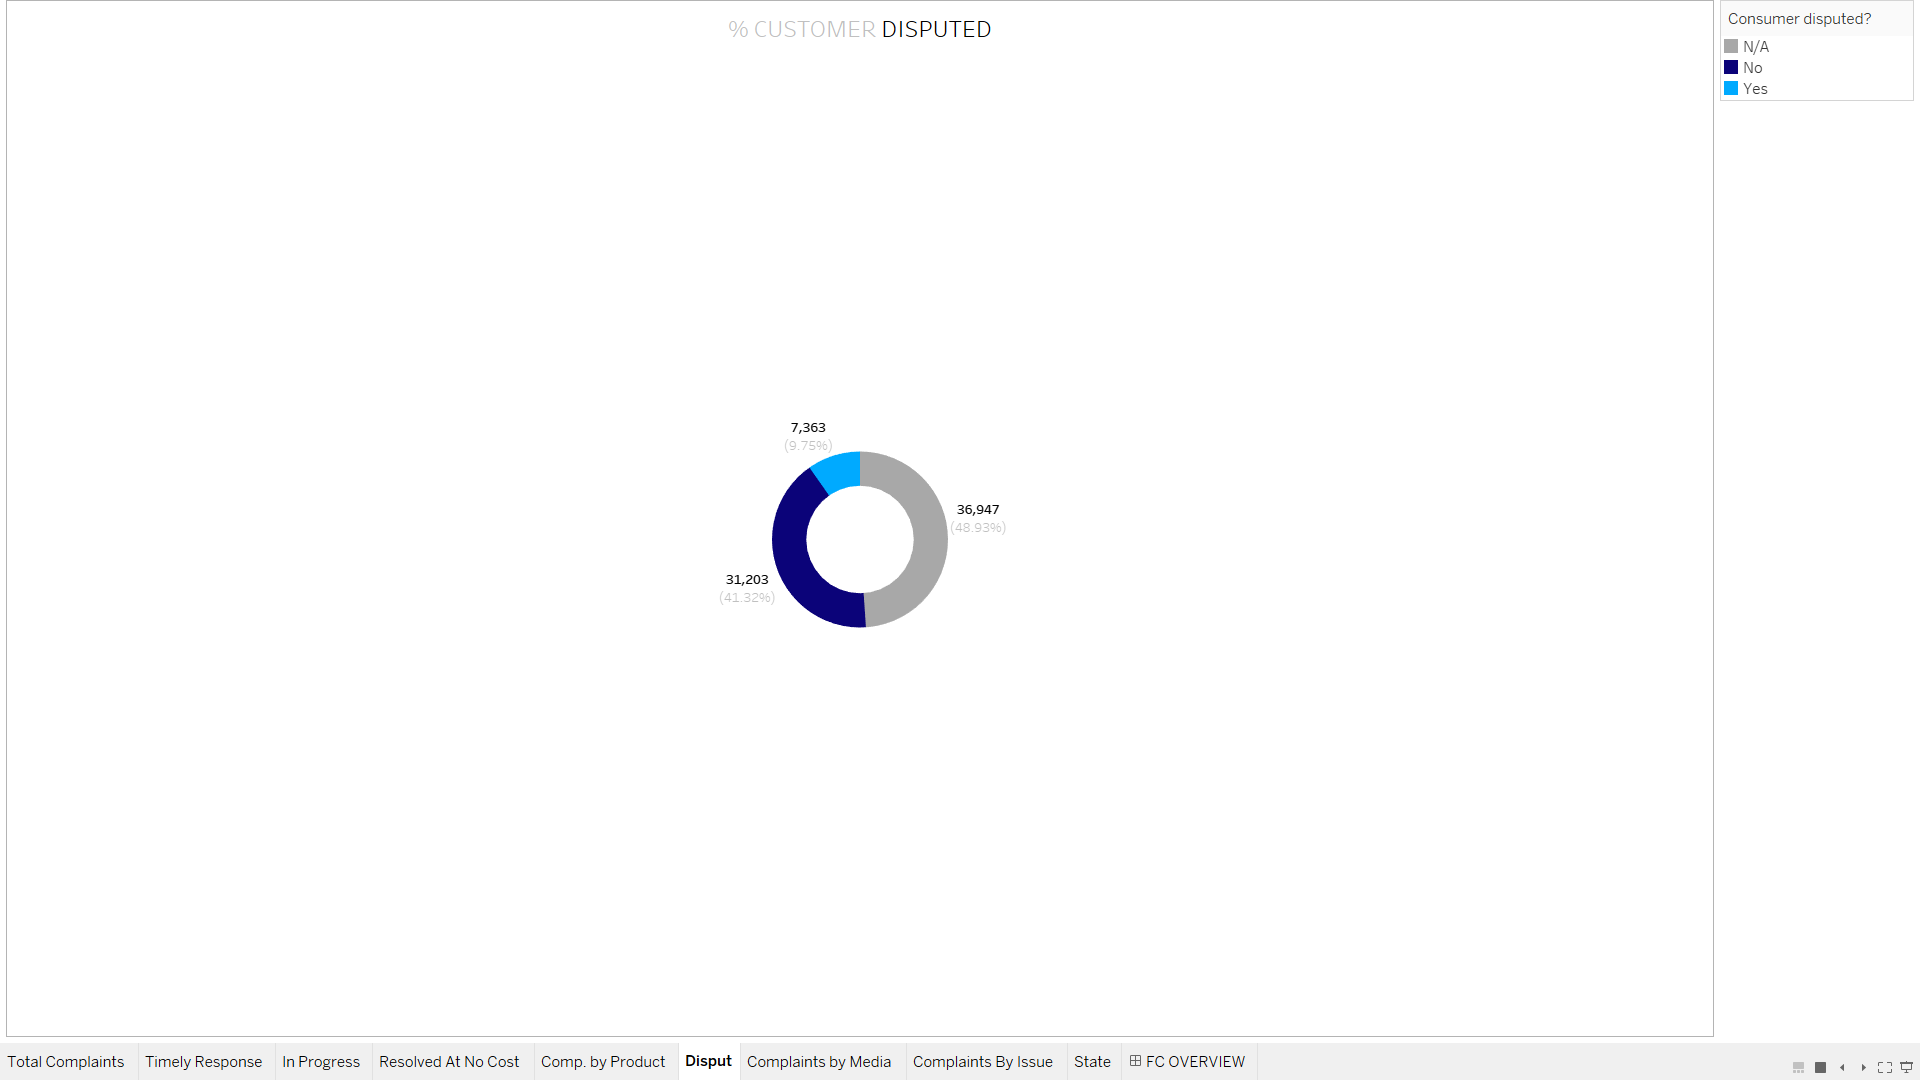 % CUSTOMER DISPUTED
Consumer disputed?
N/A
No
Yes
7,363
(9.75%)
36,947
(48.93%)
31,203
(41.32%)
Total Complaints
Timely Response
In Progress
Resolved At No Cost
Comp. by Product
Disput
Complaints by Media
Complaints By Issue
State
FC OVERVIEW